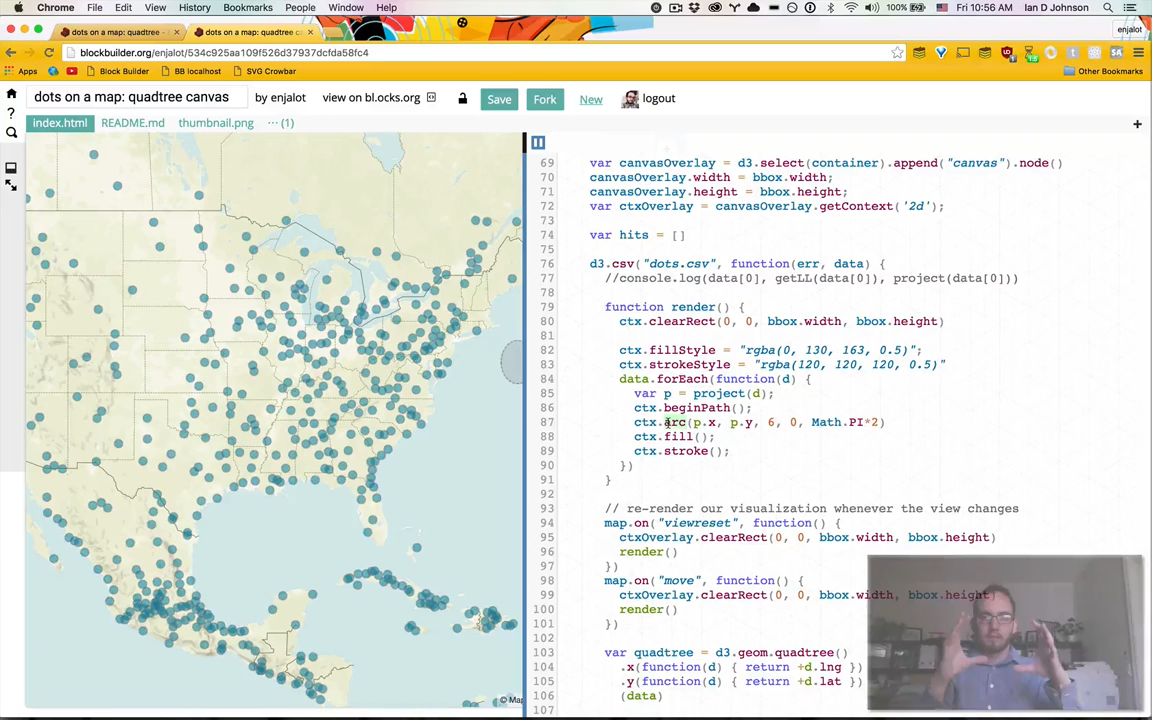 Chrome File Edit View History Bookmarks People Window Help 100% Fri 10:56 AM Ian D Johnson
dots on a map: quadtree - dots on a map: quadtree ca enjalot
blockbuilder.org/enjalot/534c925aa109f526d37937dcfda58fc4
Apps Block Builder BB localhost SVG Crowbar Other Bookmarks
dots on a map: quadtree canvas by enjalot view on bl.ocks.org Save Fork New logout
? index.html README.md thumbnail.png ··· (1) +
69 var canvasOverlay = d3.select(container).append("canvas").node()
70 canvasOverlay.width = bbox.width;
71 canvasOverlay.height = bbox.height;
72 var ctxOverlay = canvasOverlay.getContext('2d');
73
74 var hits = []
75
76 d3.csv("dots.csv", function(err, data) {
77 //console.log(data[0], getLL(data[0]), project(data[0]))
78
79 function render() {
80 ctx.clearRect(0, 0, bbox.width, bbox.height)
81
82 ctx.fillStyle = "rgba(0, 130, 163, 0.5)";
83 ctx.strokeStyle = "rgba(120, 120, 120, 0.5)"
84 data.forEach(function(d) {
85 var p = project(d);
86 ctx.beginPath();
87 ctx.arc(p.x, p.y, 6, 0, Math.PI*2)
88 ctx.fill();
89 ctx.stroke();
90 })
91 }
92
93 // re-render our visualization whenever the view changes
94 map.on("viewreset", function() {
95 ctxOverlay.clearRect(0, 0, bbox.width, bbox.height)
96 render()
97 })
98 map.on("move", function() {
99 ctxOverlay.clearRect(0, 0, bbox.width, bbox.height)
100 render()
101 })
102
103 var quadtree = d3.geom.quadtree()
104 .x(function(d) { return +d.lng })
105 .y(function(d) { return +d.lat })
106 (data)
107
© Map